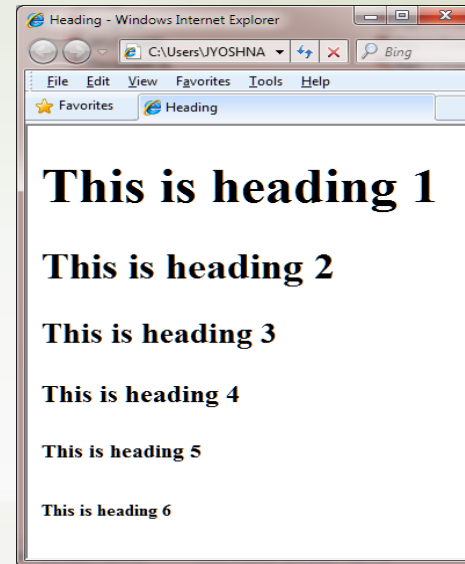 Heading - Windows Internet Explorer
C:\Users\JYOSHNA
Bing
File Edit View Favorites Tools Help
Favorites
Heading
This is heading 1
This is heading 2
This is heading 3
This is heading 4
This is heading 5
This is heading 6